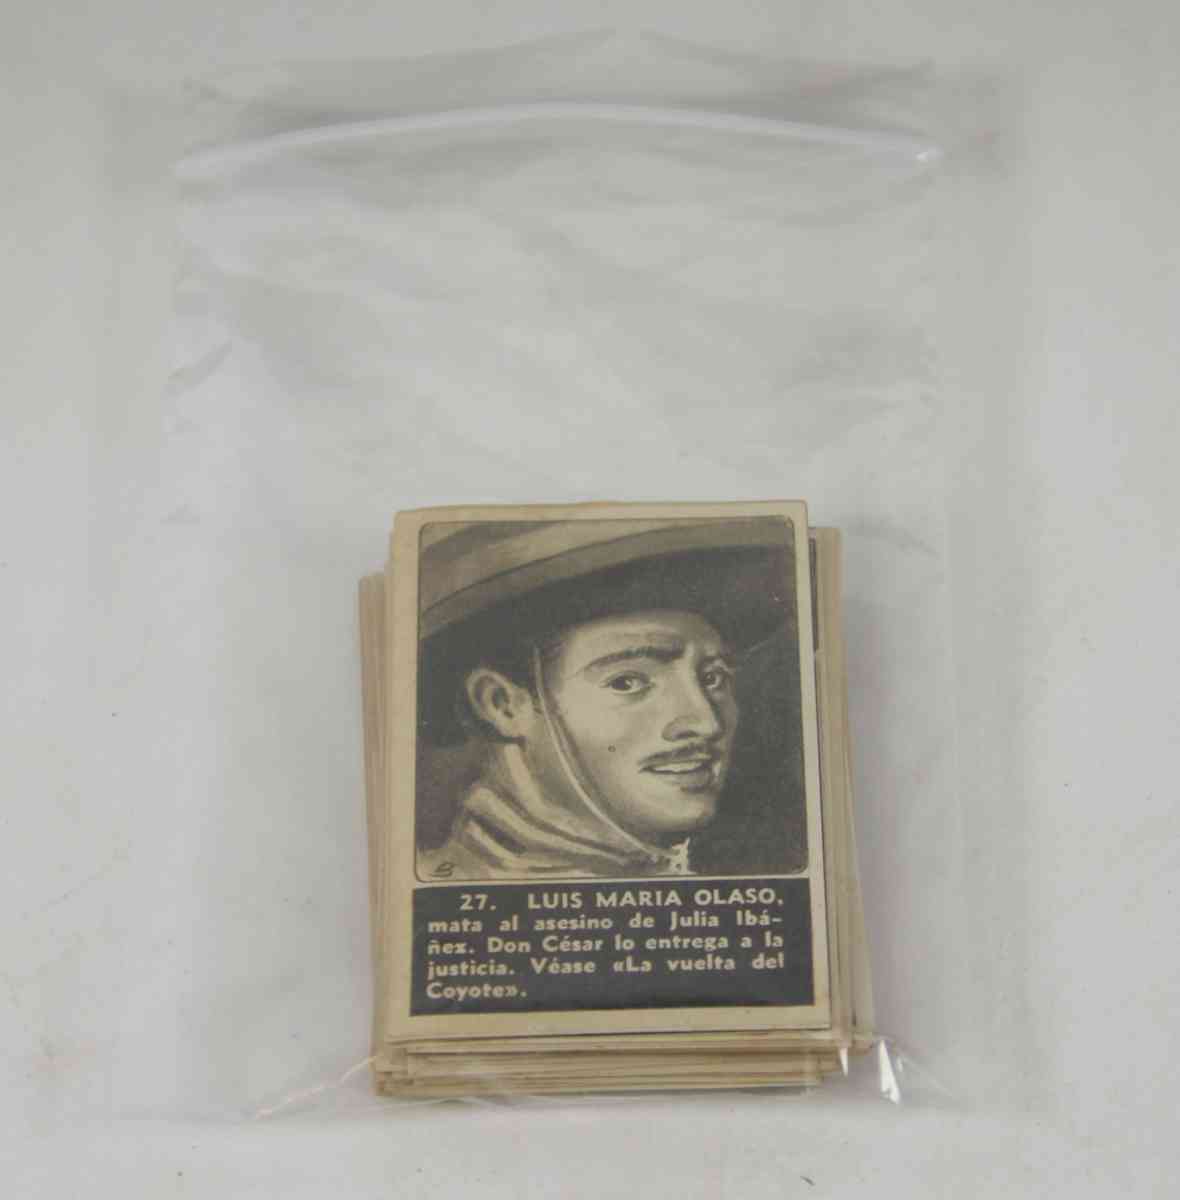 27. LUIS MARIA OLASO,
mata al asesino de Julia Ibá-
ñez. Don César lo entrega a la
justicia. Véase «La vuelta del
Coyote».